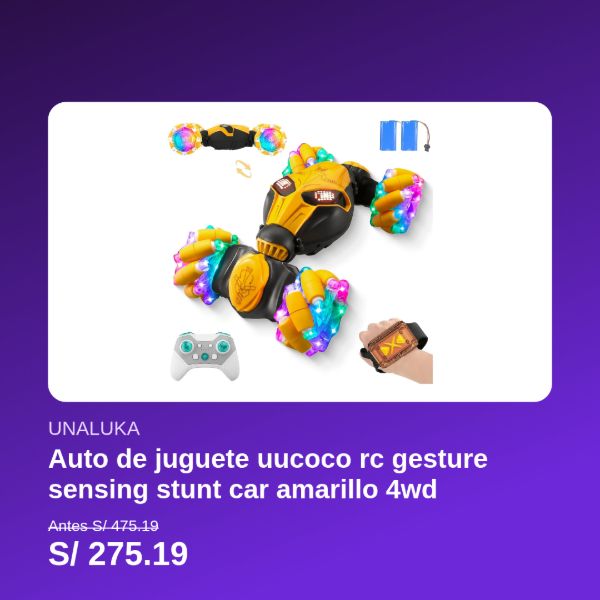 UNALUKA
Auto de juguete uucoco rc gesture
sensing stunt car amarillo 4wd
Antes S/ 475.19
S/ 275.19